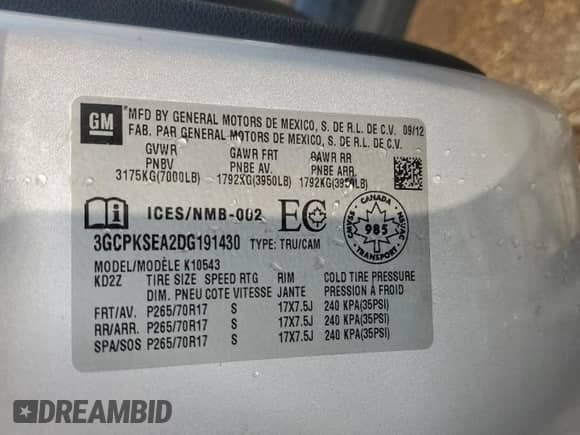 GM
*MFD BY GENERAL MOTORS DE MEXICO, S. DE R.L. DE C.V. 09/12
FAB. PAR GENERAL MOTORS DE MEXICO, S. DE R.L. DE C.V.
GVWR GAWR FRT GAWR RR
PNBV PNBE AV. PNBE ARR.
3175KG(7000LB) 1792KG(3950LB) 1792KG(3950LB)
ICES/NMB-002 EC
CANADA
CMVSS 985 NSVAC
TRANSPORT
3GCPKSEA2DG191430 TYPE: TRU/CAM
MODEL/MODÈLE K10543
KD2Z TIRE SIZE SPEED RTG RIM COLD TIRE PRESSURE
DIM. PNEU COTE VITESSE JANTE PRESSION À FROID
FRT/AV. P265/70R17 S 17X7.5J 240 KPA(35PSI)
RR/ARR. P265/70R17 S 17X7.5J 240 KPA(35PSI)
SPA/SOS P265/70R17 S 17X7.5J 240 KPA(35PSI)
DREAMBID